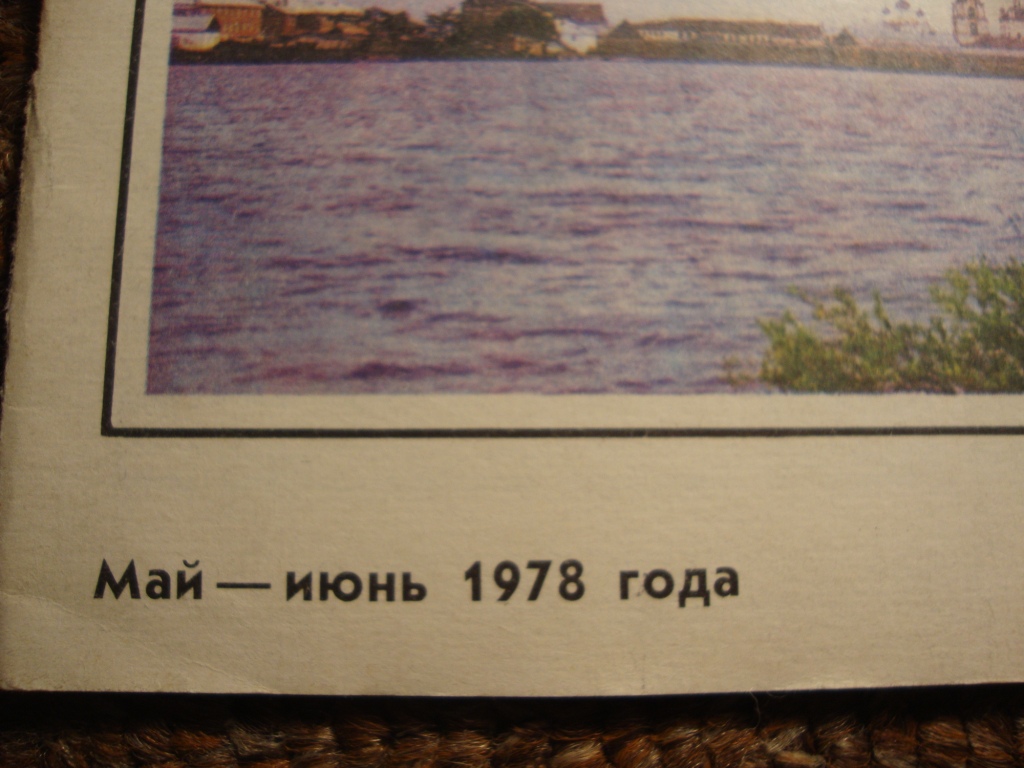 Май — июнь 1978 года